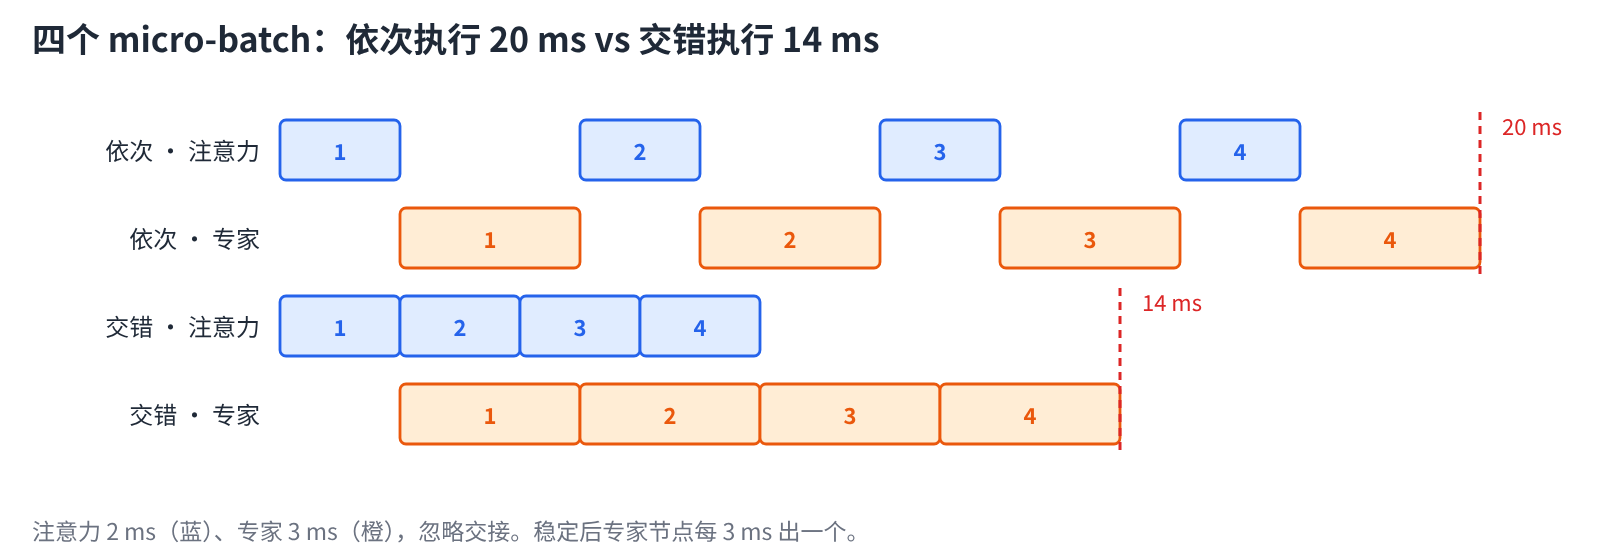 四个 micro-batch：依次执行 20 ms vs 交错执行 14 ms
依次 · 注意力
1
2
3
4
20 ms
依次 · 专家
1
2
3
4
交错 · 注意力
1
2
3
4
14 ms
交错 · 专家
1
2
3
4
注意力 2 ms（蓝）、专家 3 ms（橙），忽略交接。稳定后专家节点每 3 ms 出一个。